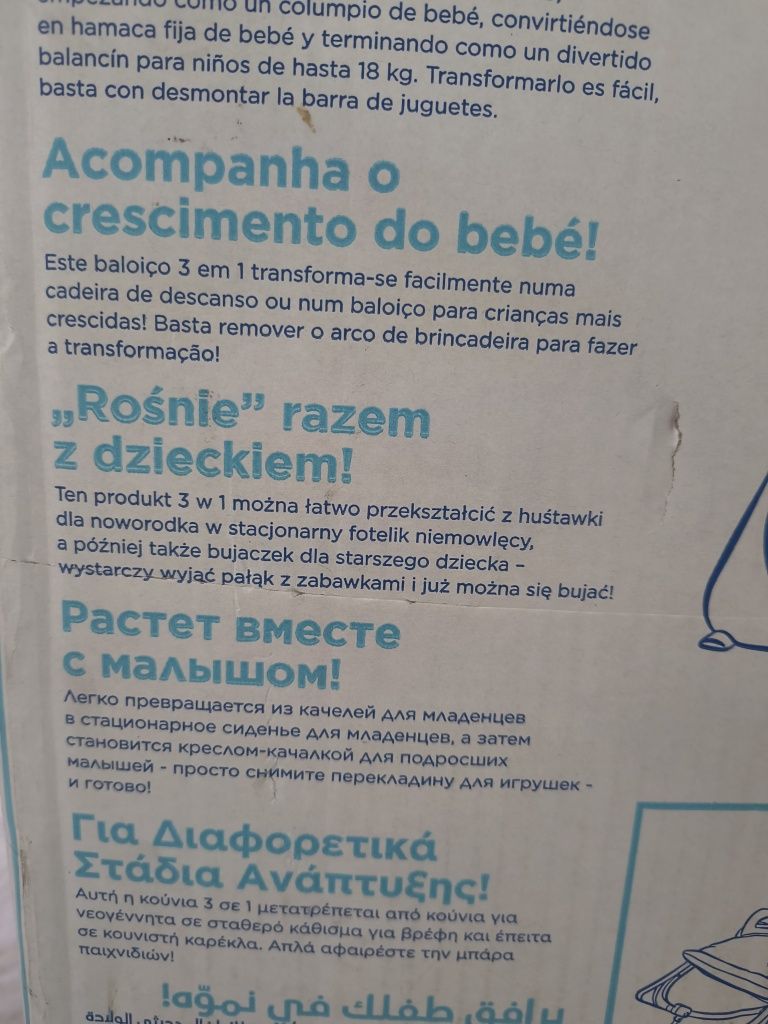 como un columpio de bebé, convirtiéndose
en hamaca fija de bebé y terminando como un divertido
balancín para niños de hasta 18 kg. Transformarlo es fácil,
basta con desmontar la barra de juguetes.
Acompanha o
crescimento do bebé!
Este baloiço 3 em 1 transforma-se facilmente numa
cadeira de descanso ou num baloiço para crianças mais
crescidas! Basta remover o arco de brincadeira para fazer
a transformação!
„Rośnie” razem
z dzieckiem!
Ten produkt 3 w 1 można łatwo przekształcić z huśtawki
dla noworodka w stacjonarny fotelik niemowlęcy,
a później także bujaczek dla starszego dziecka –
wystarczy wyjąć pałąk z zabawkami i już można się bujać!
Растет вместе
с малышом!
Легко превращается из качелей для младенцев
в стационарное сиденье для младенцев, а затем
становится креслом-качалкой для подросших
малышей - просто снимите перекладину для игрушек -
и готово!
Για Διαφορετικά
Στάδια Ανάπτυξης!
Αυτή η κούνια 3 σε 1 μετατρέπεται από κούνια για
νεογέννητα σε σταθερό κάθισμα για βρέφη και έπειτα
σε κουνιστή καρέκλα. Απλά αφαιρέστε την μπάρα
παιχνιδιών!
يرافق طفلك في نموّه!